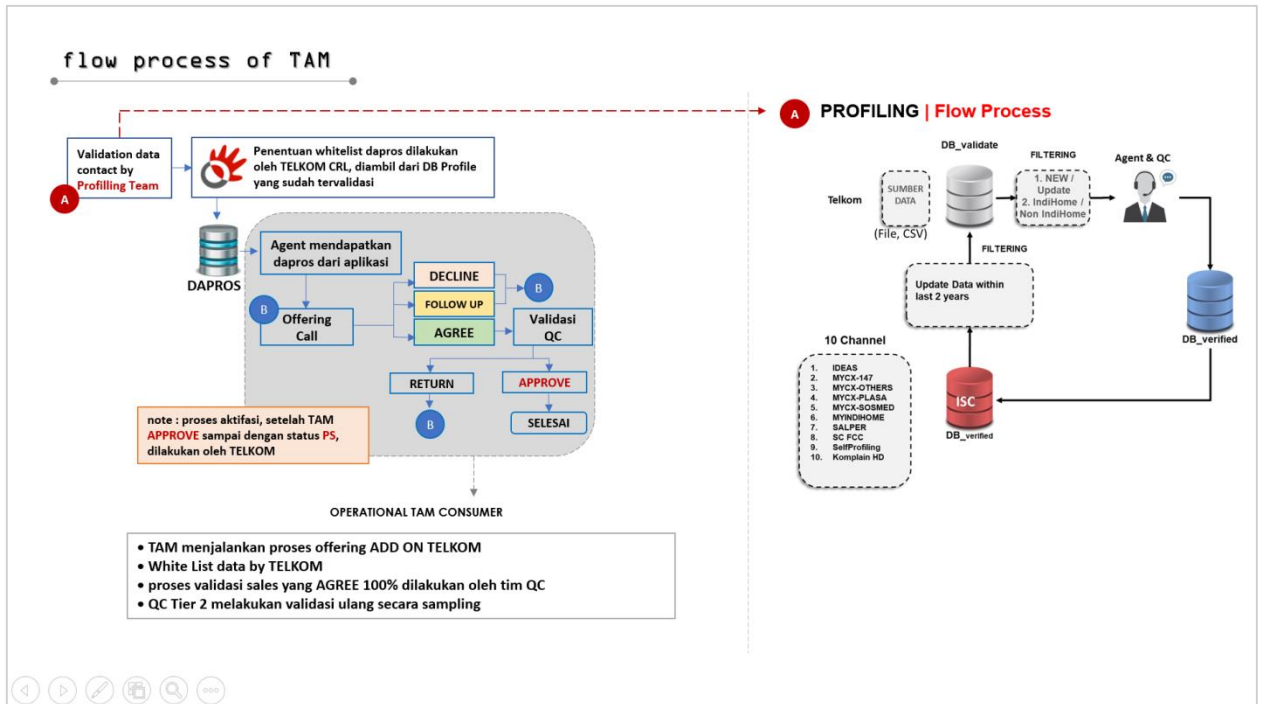 flow process of TAM
Validation data
contact by
Profilling Team
A
Penentuan whitelist dapros dilakukan
oleh TELKOM CRL, diambil dari DB Profile
yang sudah tervalidasi
DAPROS
Agent mendapatkan
dapros dari aplikasi
B
Offering
Call
DECLINE
FOLLOW UP
AGREE
B
Validasi
QC
RETURN
APPROVE
B
SELESAI
note : proses aktifasi, setelah TAM
APPROVE sampai dengan status PS,
dilakukan oleh TELKOM
OPERATIONAL TAM CONSUMER
• TAM menjalankan proses offering ADD ON TELKOM
• White List data by TELKOM
• proses validasi sales yang AGREE 100% dilakukan oleh tim QC
• QC Tier 2 melakukan validasi ulang secara sampling
A
PROFILING | Flow Process
Telkom
SUMBER
DATA
(File, CSV)
DB_validate
FILTERING
1. NEW /
Update
2. IndiHome /
Non IndiHome
Agent & QC
FILTERING
Update Data within
last 2 years
DB_verified
10 Channel
1. IDEAS
2. MYCX-147
3. MYCX-OTHERS
4. MYCX-PLASA
5. MYCX-SOSMED
6. MYINDIHOME
7. SALPER
8. SC FCC
9. SelfProfiling
10. Komplain HD
ISC
DB_verified